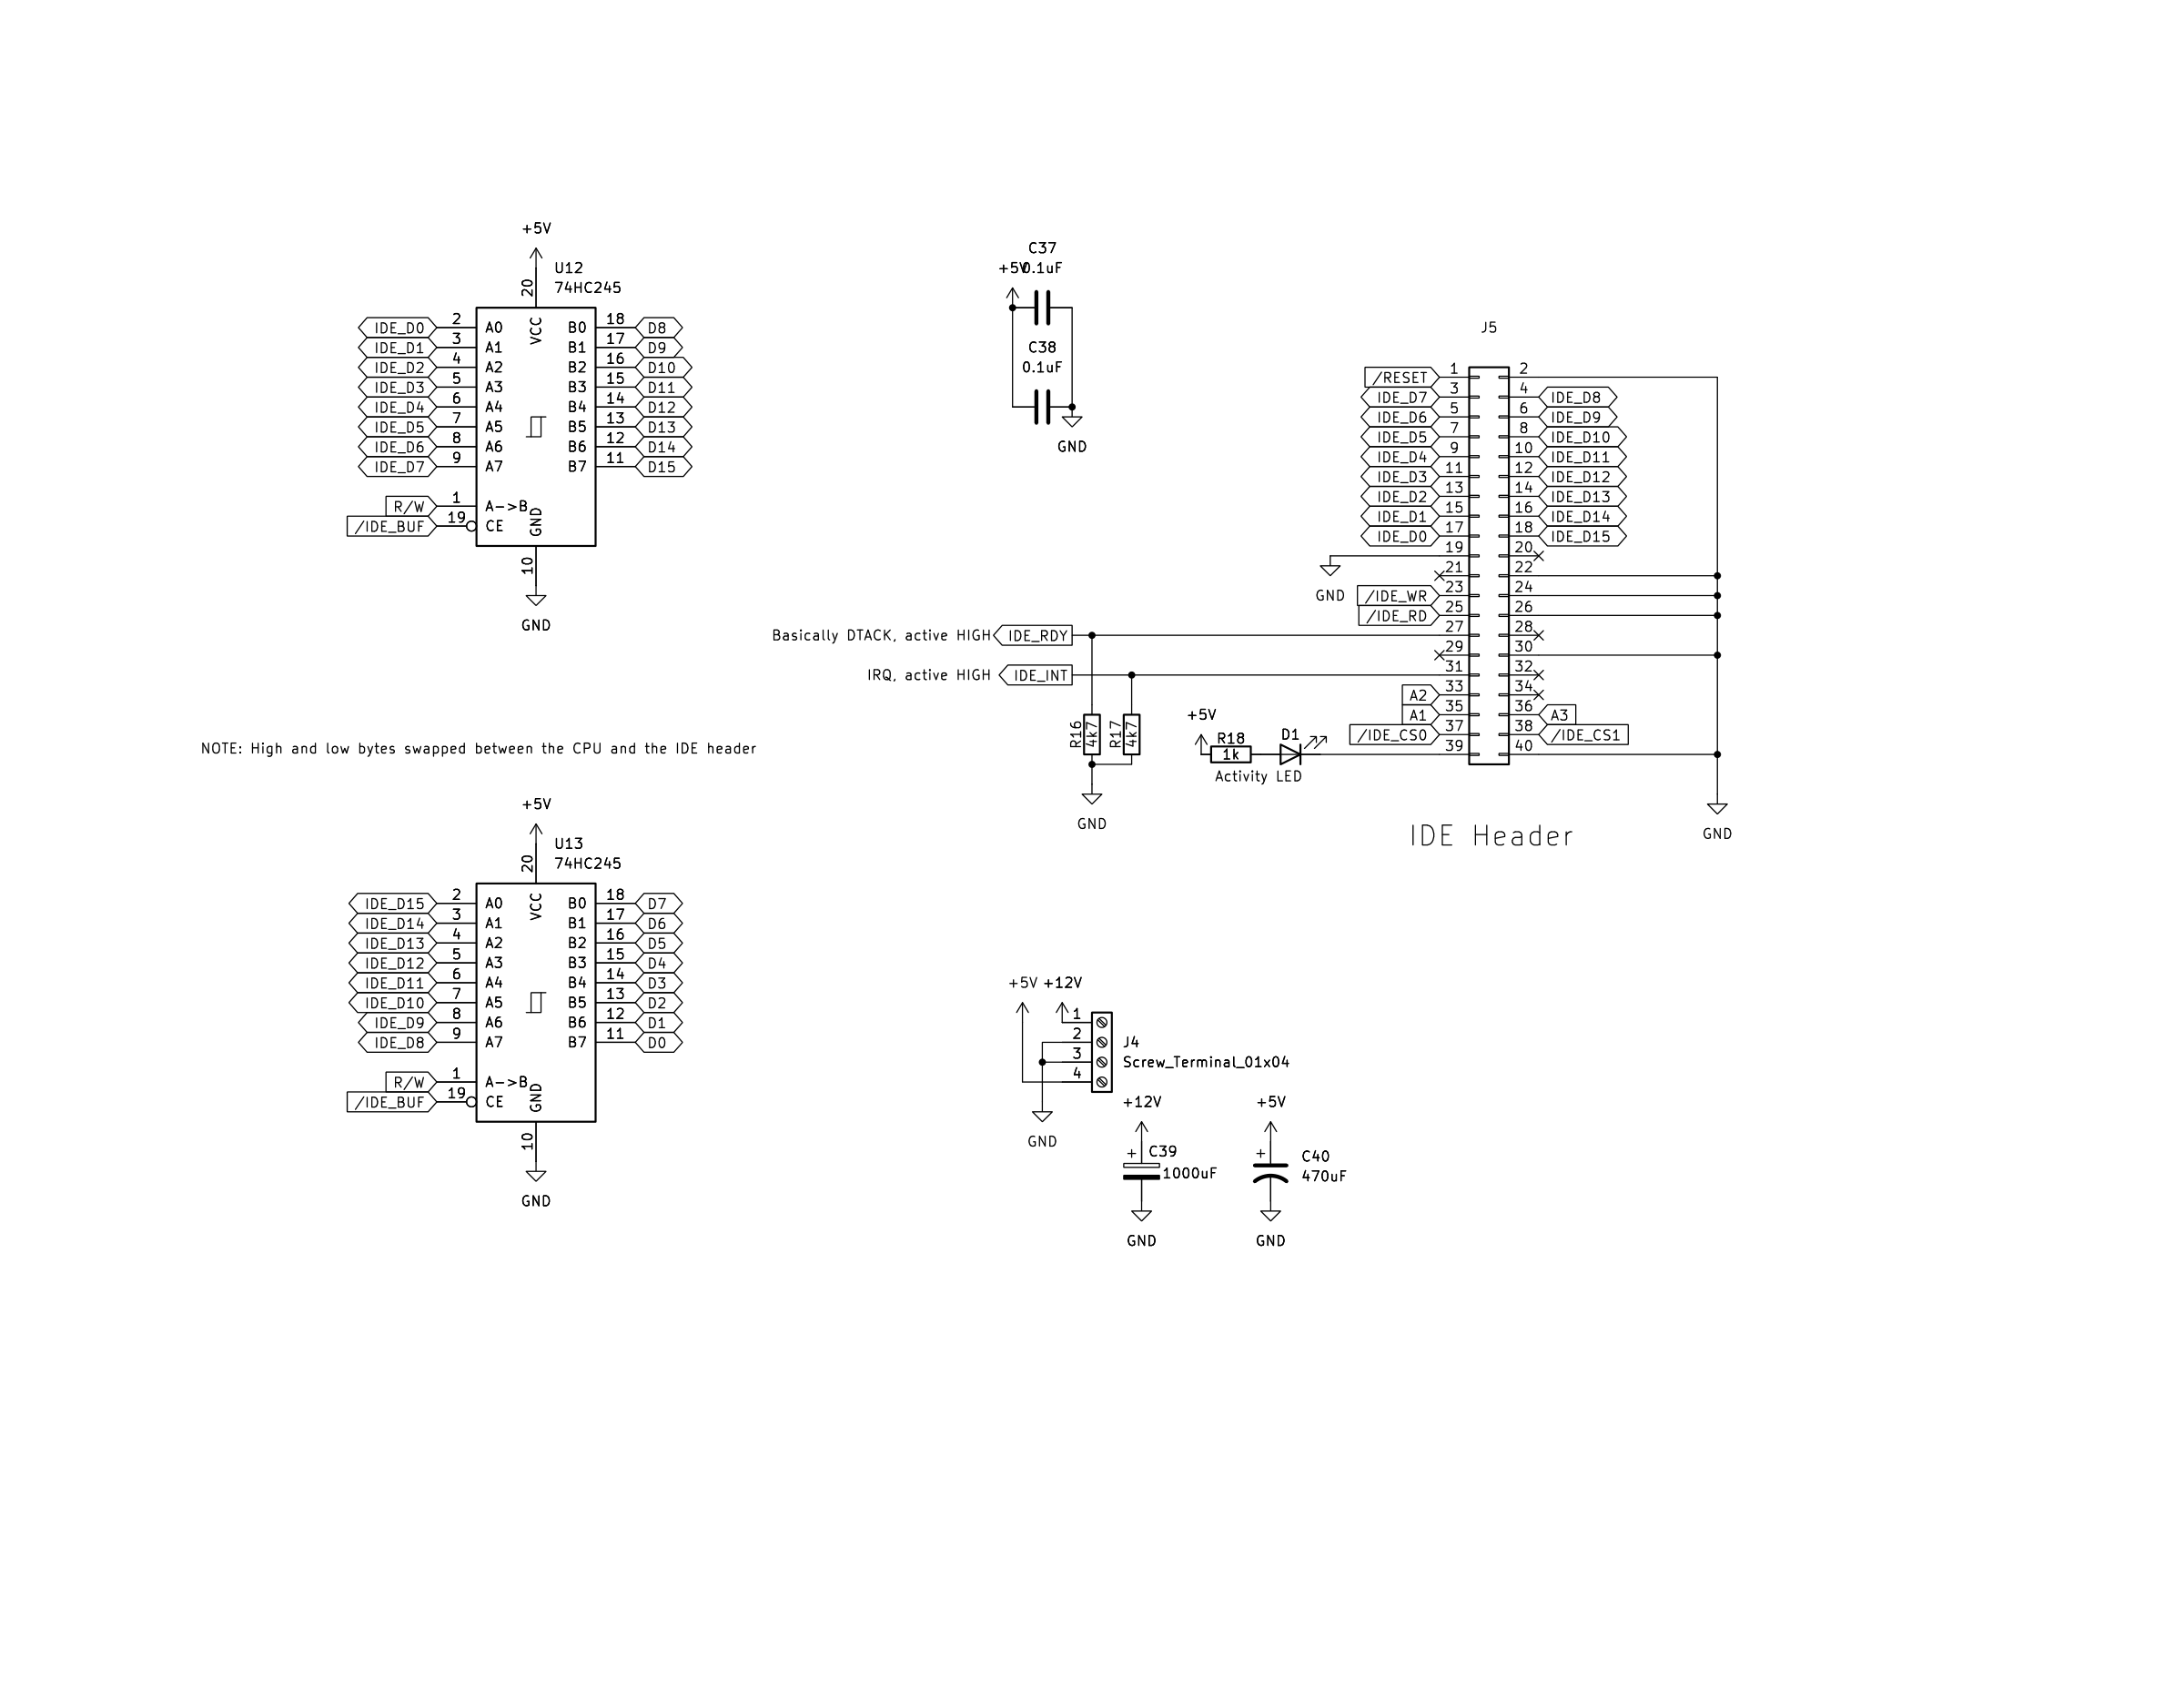 +5V
U12
74HC245
20
VCC
IDE_D0 2 A0 B0 18 D8
IDE_D1 3 A1 B1 17 D9
IDE_D2 4 A2 B2 16 D10
IDE_D3 5 A3 B3 15 D11
IDE_D4 6 A4 B4 14 D12
IDE_D5 7 A5 B5 13 D13
IDE_D6 8 A6 B6 12 D14
IDE_D7 9 A7 B7 11 D15
R/W 1 A->B
/IDE_BUF 19 CE
GND
10
GND
C37
+5V 0.1uF
C38
0.1uF
GND
J5
/RESET 1 2
IDE_D7 3 4 IDE_D8
IDE_D6 5 6 IDE_D9
IDE_D5 7 8 IDE_D10
IDE_D4 9 10 IDE_D11
IDE_D3 11 12 IDE_D12
IDE_D2 13 14 IDE_D13
IDE_D1 15 16 IDE_D14
IDE_D0 17 18 IDE_D15
19 20
21 22
GND /IDE_WR 23 24
/IDE_RD 25 26
Basically DTACK, active HIGH IDE_RDY 27 28
29 30
IRQ, active HIGH IDE_INT 31 32
A2 33 34
A1 35 36 A3
/IDE_CS0 37 38 /IDE_CS1
39 40
R16 4k7
R17 4k7
+5V
R18
1k
D1
Activity LED
GND
GND
IDE Header
NOTE: High and low bytes swapped between the CPU and the IDE header
+5V
U13
74HC245
20
VCC
IDE_D15 2 A0 B0 18 D7
IDE_D14 3 A1 B1 17 D6
IDE_D13 4 A2 B2 16 D5
IDE_D12 5 A3 B3 15 D4
IDE_D11 6 A4 B4 14 D3
IDE_D10 7 A5 B5 13 D2
IDE_D9 8 A6 B6 12 D1
IDE_D8 9 A7 B7 11 D0
R/W 1 A->B
/IDE_BUF 19 CE
GND
10
GND
+5V +12V
1
2
3
4
J4
Screw_Terminal_01x04
GND
+12V
+ C39
1000uF
GND
+5V
+ C40
470uF
GND